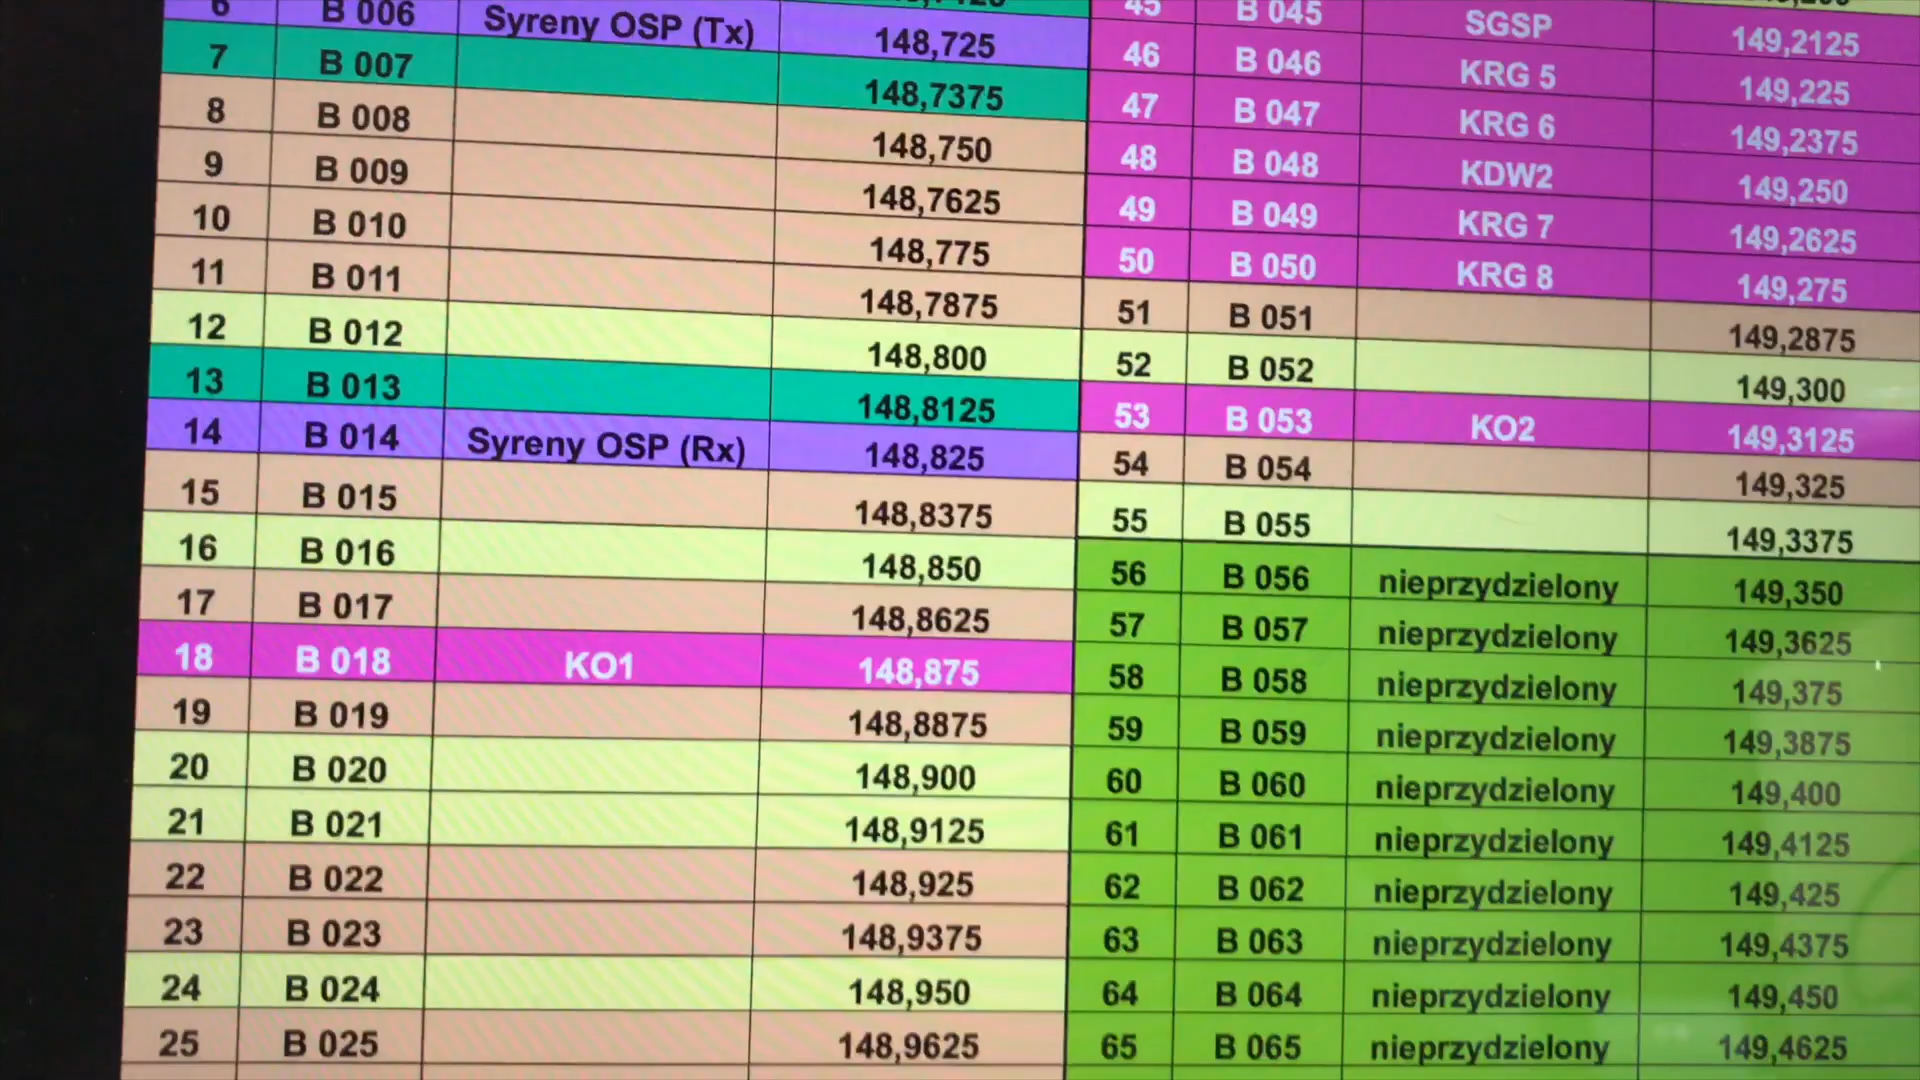 6 B 006 Syreny OSP (Tx) 148,725
7 B 007 148,7375
8 B 008 148,750
9 B 009 148,7625
10 B 010 148,775
11 B 011 148,7875
12 B 012 148,800
13 B 013 148,8125
14 B 014 Syreny OSP (Rx) 148,825
15 B 015 148,8375
16 B 016 148,850
17 B 017 148,8625
18 B 018 KO1 148,875
19 B 019 148,8875
20 B 020 148,900
21 B 021 148,9125
22 B 022 148,925
23 B 023 148,9375
24 B 024 148,950
25 B 025 148,9625
45 B 045 SGSP 149,2125
46 B 046 KRG 5 149,225
47 B 047 KRG 6 149,2375
48 B 048 KDW2 149,250
49 B 049 KRG 7 149,2625
50 B 050 KRG 8 149,275
51 B 051 149,2875
52 B 052 149,300
53 B 053 KO2 149,3125
54 B 054 149,325
55 B 055 149,3375
56 B 056 nieprzydzielony 149,350
57 B 057 nieprzydzielony 149,3625
58 B 058 nieprzydzielony 149,375
59 B 059 nieprzydzielony 149,3875
60 B 060 nieprzydzielony 149,400
61 B 061 nieprzydzielony 149,4125
62 B 062 nieprzydzielony 149,425
63 B 063 nieprzydzielony 149,4375
64 B 064 nieprzydzielony 149,450
65 B 065 nieprzydzielony 149,4625